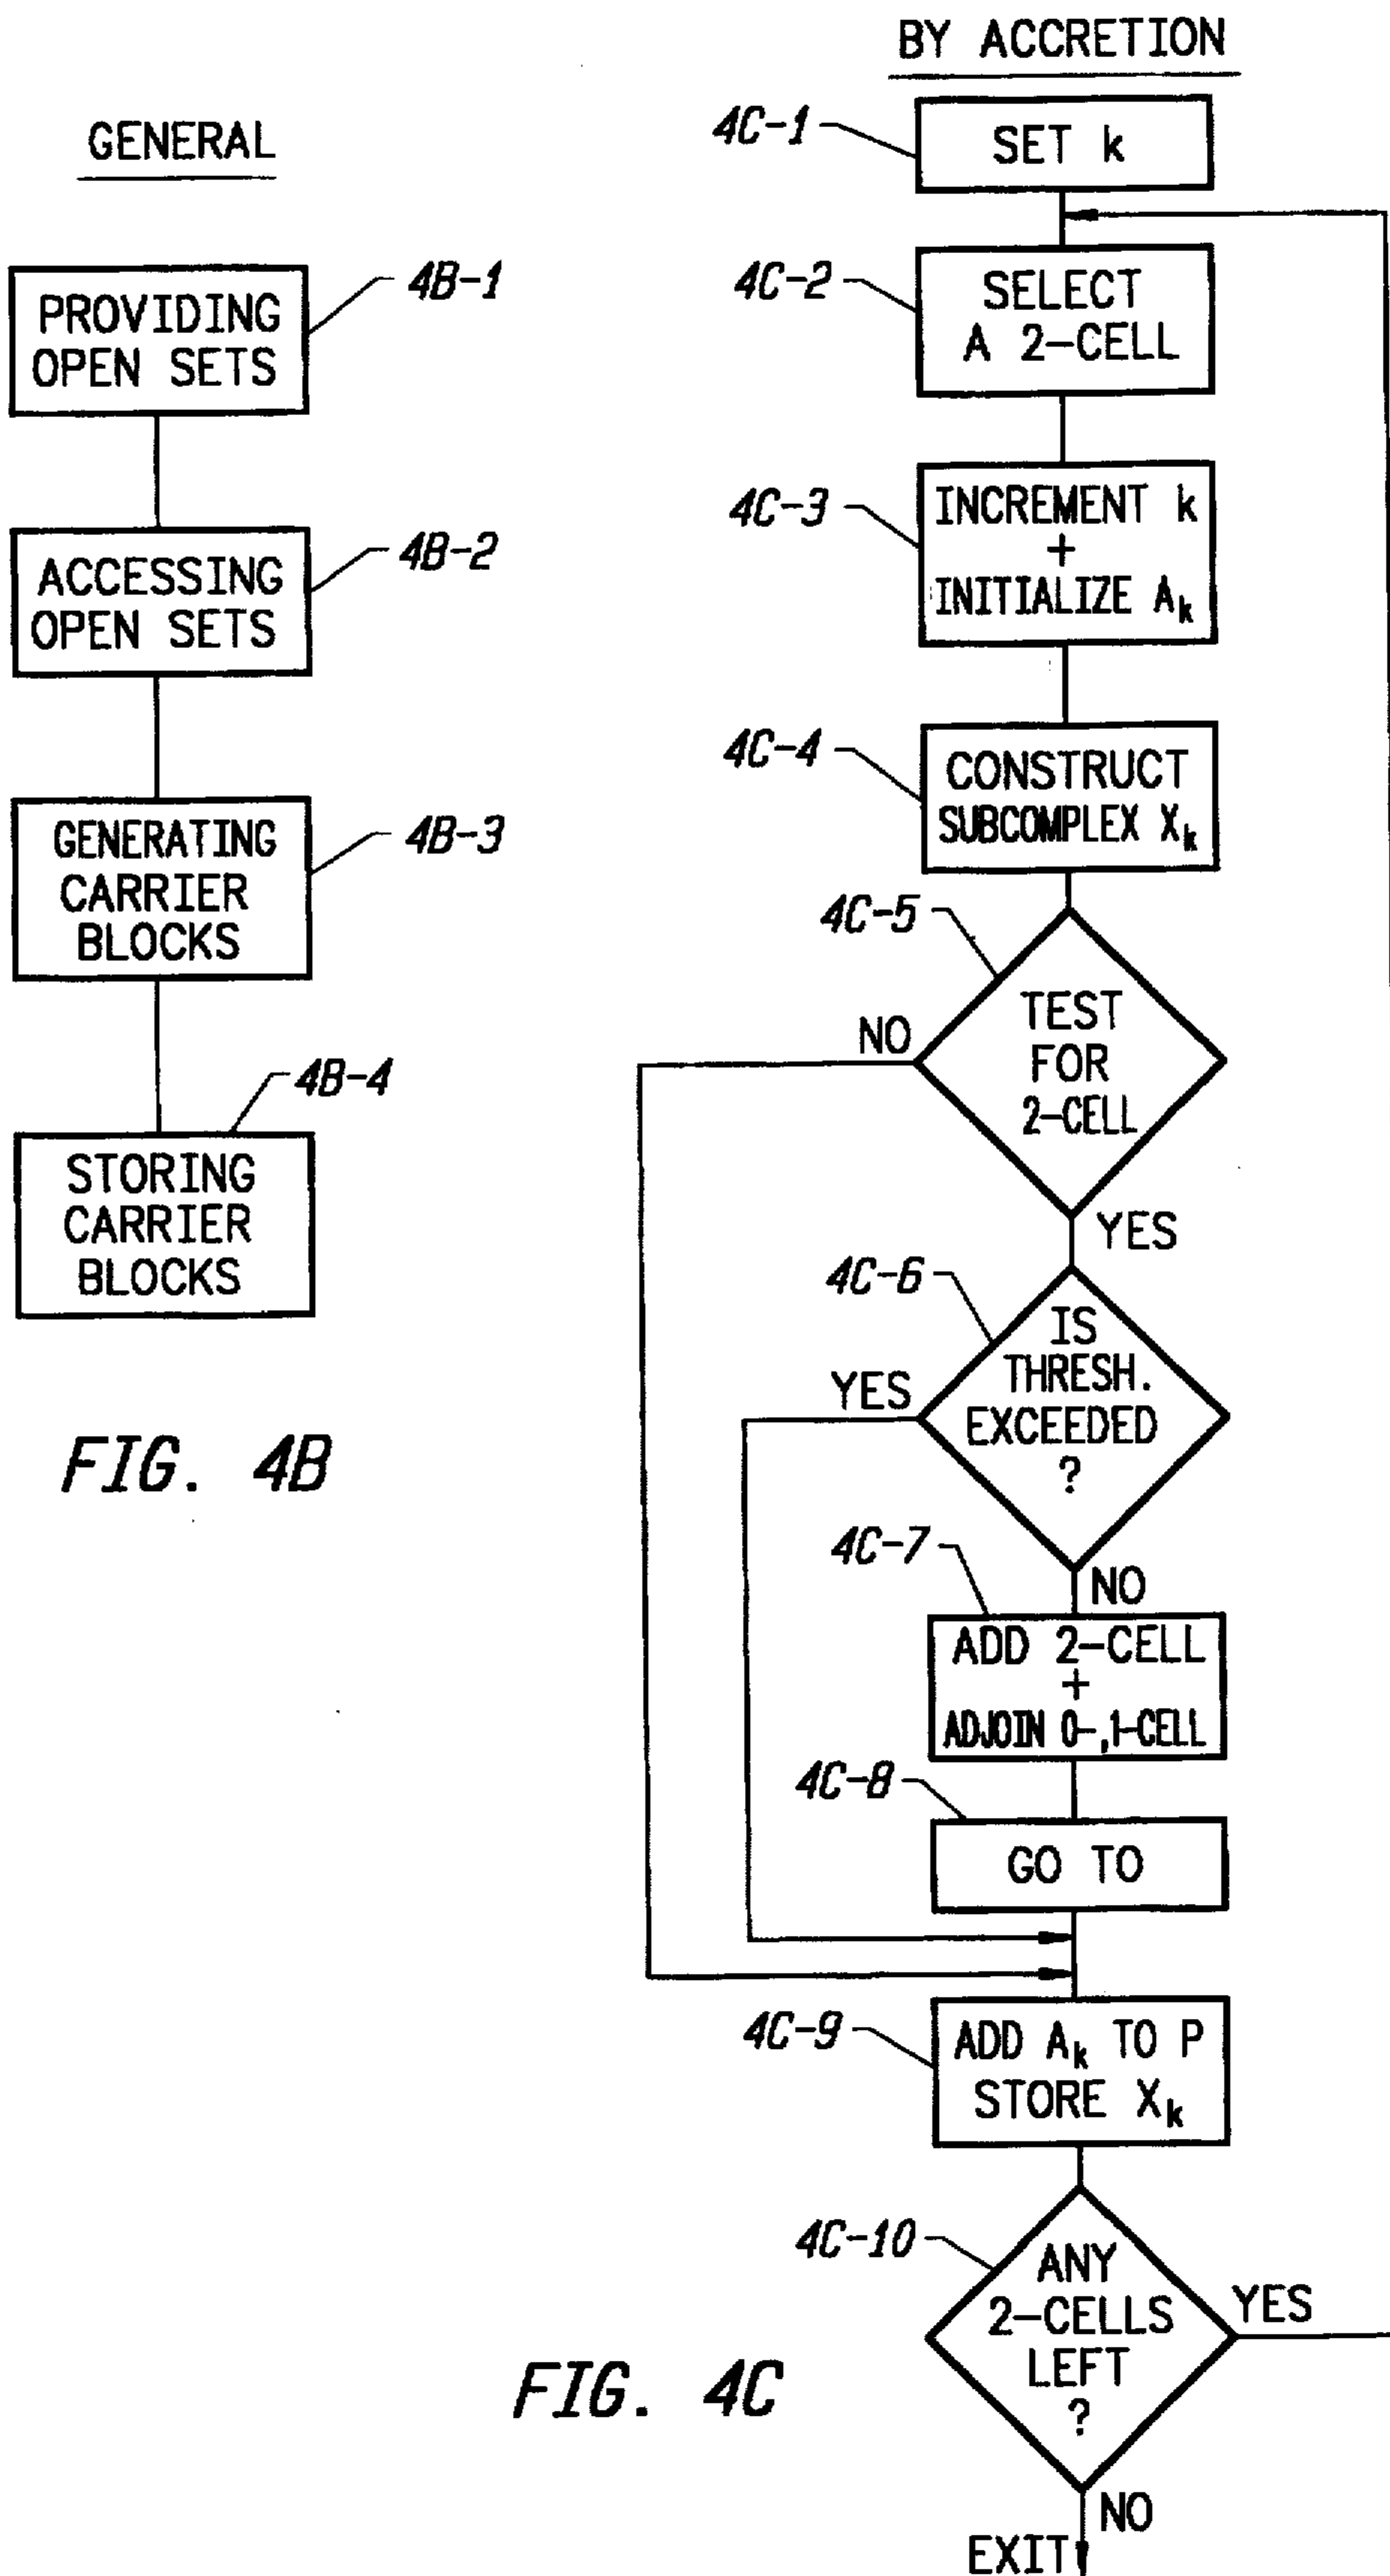 GENERAL
4B-1
PROVIDING
OPEN SETS
4B-2
ACCESSING
OPEN SETS
4B-3
GENERATING
CARRIER
BLOCKS
4B-4
STORING
CARRIER
BLOCKS
FIG. 4B
BY ACCRETION
4C-1
SET k
4C-2
SELECT
A 2-CELL
4C-3
INCREMENT k
+
INITIALIZE Ak
4C-4
CONSTRUCT
SUBCOMPLEX Xk
4C-5
TEST
FOR
2-CELL
NO
YES
4C-6
IS
THRESH.
EXCEEDED
?
YES
NO
4C-7
ADD 2-CELL
+
ADJOIN 0-,1-CELL
4C-8
GO TO
4C-9
ADD Ak TO P
STORE Xk
4C-10
ANY
2-CELLS
LEFT
?
YES
NO
EXIT
FIG. 4C